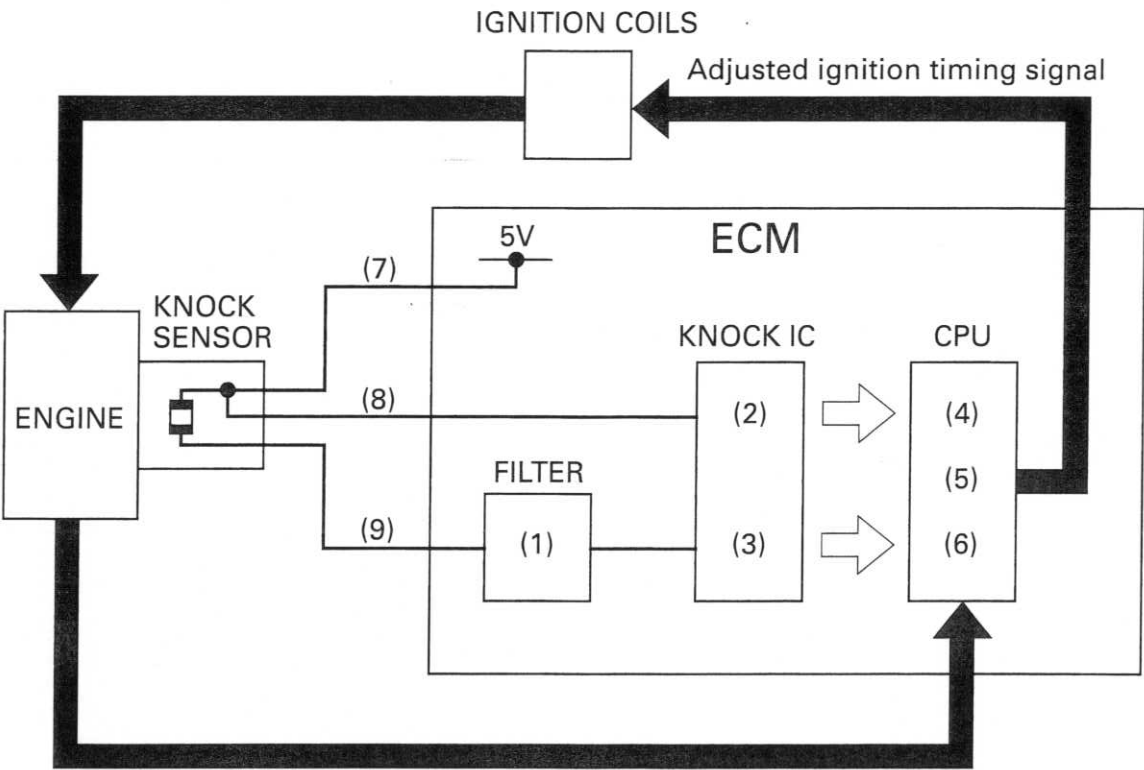 IGNITION COILS
Adjusted ignition timing signal
5V
ECM
(7)
KNOCK
SENSOR
KNOCK IC
CPU
ENGINE
(8)
(2)
(4)
FILTER
(5)
(9)
(1)
(3)
(6)